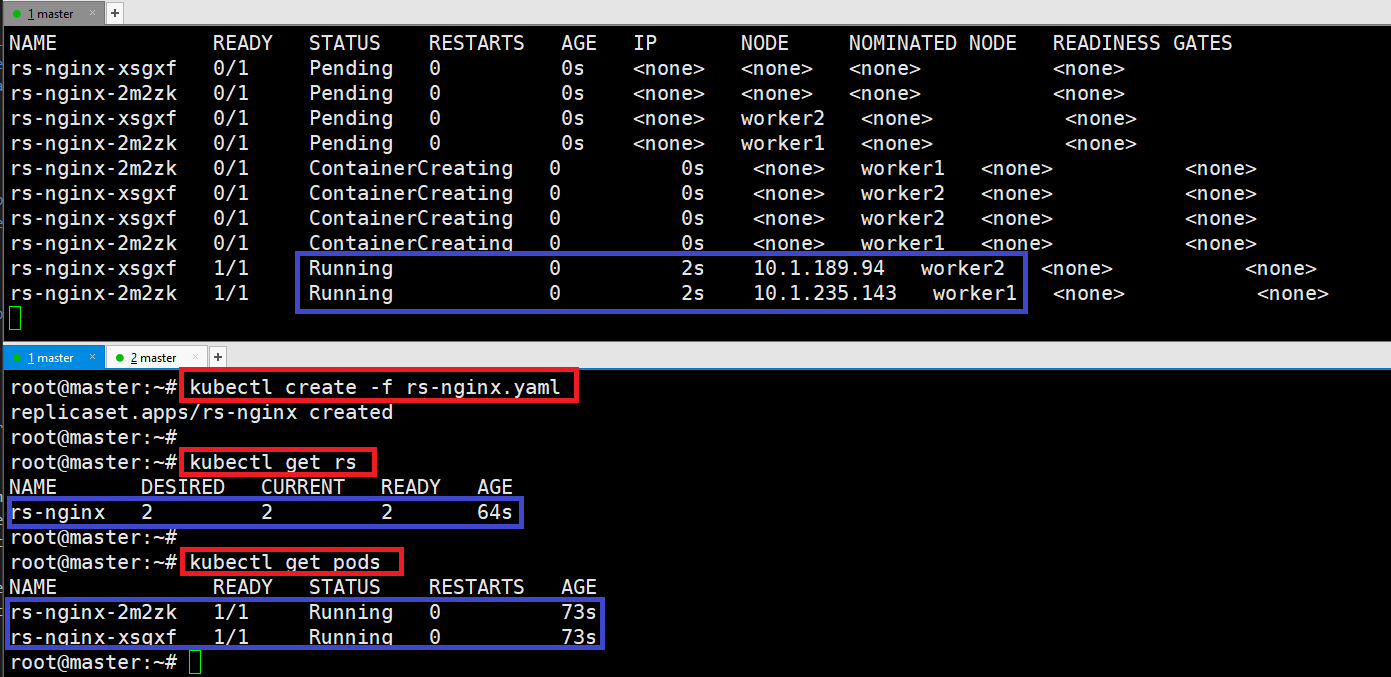 1 master × +
NAME READY STATUS RESTARTS AGE IP NODE NOMINATED NODE READINESS GATES
rs-nginx-xsgxf 0/1 Pending 0 0s <none> <none> <none> <none>
rs-nginx-2m2zk 0/1 Pending 0 0s <none> <none> <none> <none>
rs-nginx-xsgxf 0/1 Pending 0 0s <none> worker2 <none> <none>
rs-nginx-2m2zk 0/1 Pending 0 0s <none> worker1 <none> <none>
rs-nginx-2m2zk 0/1 ContainerCreating 0 0s <none> worker1 <none> <none>
rs-nginx-xsgxf 0/1 ContainerCreating 0 0s <none> worker2 <none> <none>
rs-nginx-xsgxf 0/1 ContainerCreating 0 0s <none> worker2 <none> <none>
rs-nginx-2m2zk 0/1 ContainerCreating 0 0s <none> worker1 <none> <none>
rs-nginx-xsgxf 1/1 Running 0 2s 10.1.189.94 worker2 <none> <none>
rs-nginx-2m2zk 1/1 Running 0 2s 10.1.235.143 worker1 <none> <none>
1 master × 2 master × +
root@master:~# kubectl create -f rs-nginx.yaml
replicaset.apps/rs-nginx created
root@master:~#
root@master:~# kubectl get rs
NAME DESIRED CURRENT READY AGE
rs-nginx 2 2 2 64s
root@master:~#
root@master:~# kubectl get pods
NAME READY STATUS RESTARTS AGE
rs-nginx-2m2zk 1/1 Running 0 73s
rs-nginx-xsgxf 1/1 Running 0 73s
root@master:~#